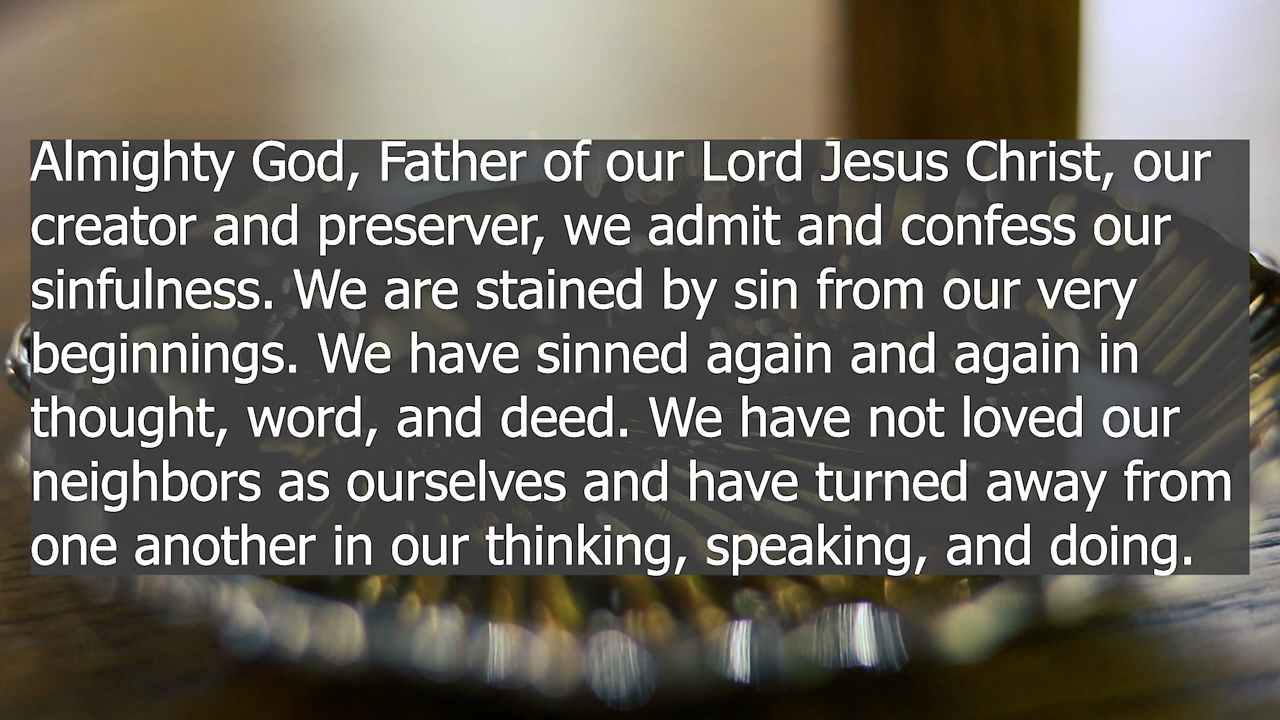 Almighty God, Father of our Lord Jesus Christ, our
creator and preserver, we admit and confess our
sinfulness. We are stained by sin from our very
beginnings. We have sinned again and again in
thought, word, and deed. We have not loved our
neighbors as ourselves and have turned away from
one another in our thinking, speaking, and doing.